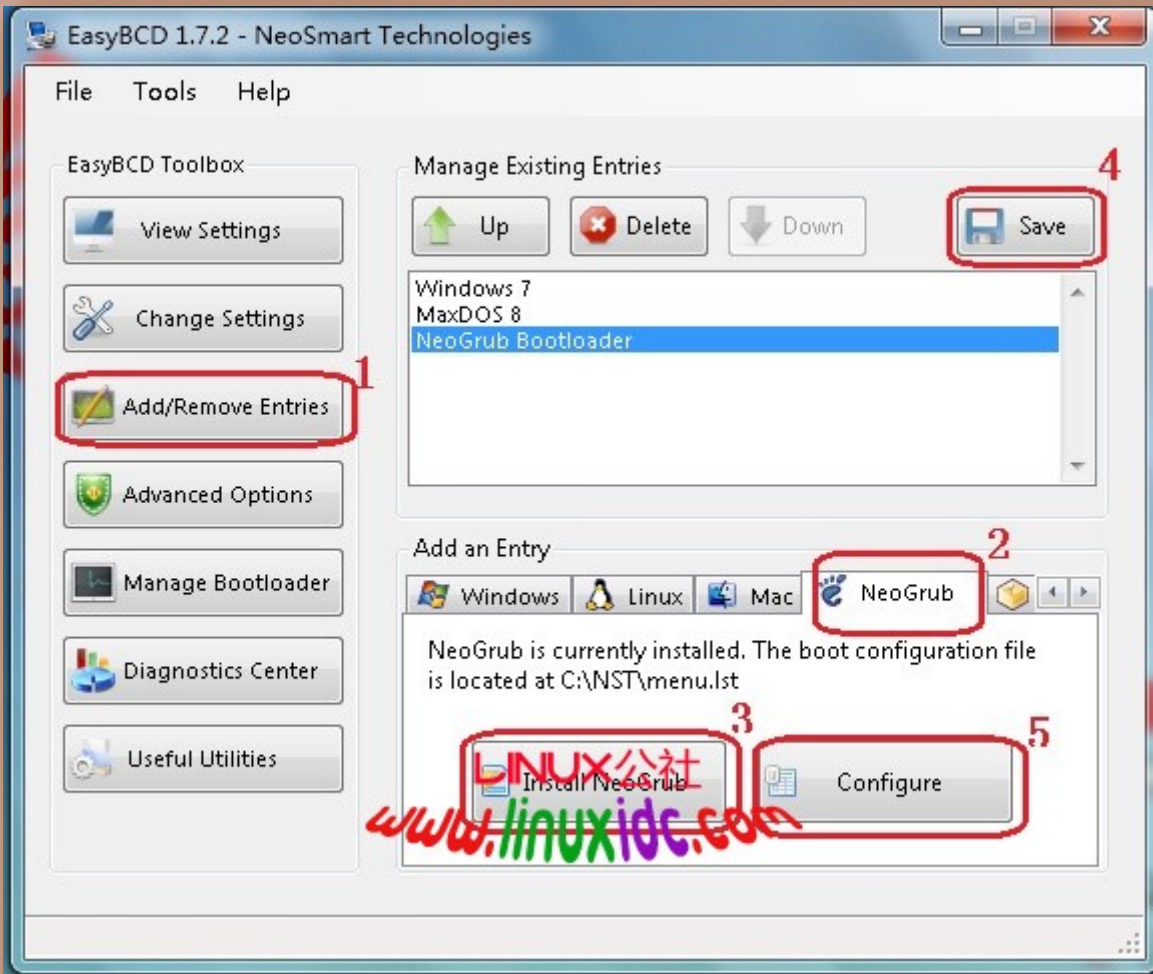 EasyBCD 1.7.2 - NeoSmart Technologies
File Tools Help
EasyBCD Toolbox
View Settings
Change Settings
1
Add/Remove Entries
Advanced Options
Manage Bootloader
Diagnostics Center
Useful Utilities
Manage Existing Entries
4
Up Delete Down Save
Windows 7
MaxDOS 8
NeoGrub Bootloader
Add an Entry
2
Windows Linux Mac NeoGrub
NeoGrub is currently installed. The boot configuration file
is located at C:\NST\menu.lst
3 5
LINUX公社
Install NeoGrub Configure
www.linuxidc.com